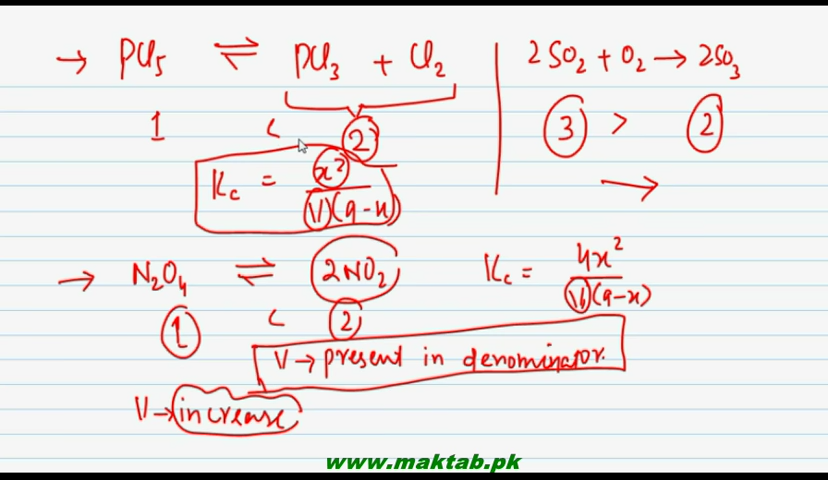 → PCl5 ⇌ PCl3 + Cl2
1 < 2
Kc = x² / V(a-x)
2SO2 + O2 → 2SO3
3 > 2
→
→ N2O4 ⇌ 2NO2
1 < 2
Kc = 4x² / V(a-x)
V → present in denominator.
V → increase
www.maktab.pk